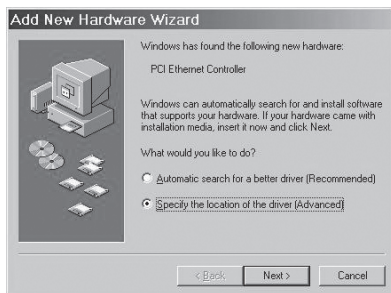 Add New Hardware Wizard
Windows has found the following new hardware:
PCI Ethernet Controller
Windows can automatically search for and install software
that supports your hardware. If your hardware came with
installation media, insert it now and click Next.
What would you like to do?
Automatic search for a better driver (Recommended)
Specify the location of the driver (Advanced)
< Back
Next >
Cancel